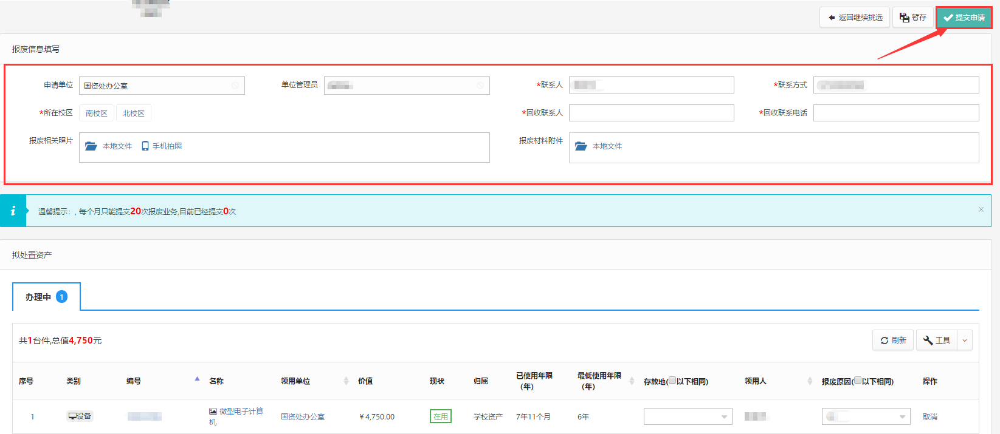 返回继续挑选 暂存 提交申请
报废信息填写
申请单位 国资处办公室 单位管理员 *联系人 *联系方式
*所在校区 南校区 北校区 *回收联系人 *回收联系电话
报废相关照片 本地文件 手机拍照 报废材料附件 本地文件
温馨提示：, 每个月只能提交20次报废业务,目前已经提交0次
拟处置资产
办理中 1
共1台件,总值4,750元 刷新 工具
序号 类别 编号 名称 领用单位 价值 现状 归属 已使用年限（年） 最低使用年限（年） 存放地(以下相同) 领用人 报废原因(以下相同) 操作
1 设备 微型电子计算机 国资处办公室 ￥4,750.00 在用 学校资产 7年11个月 6年 取消